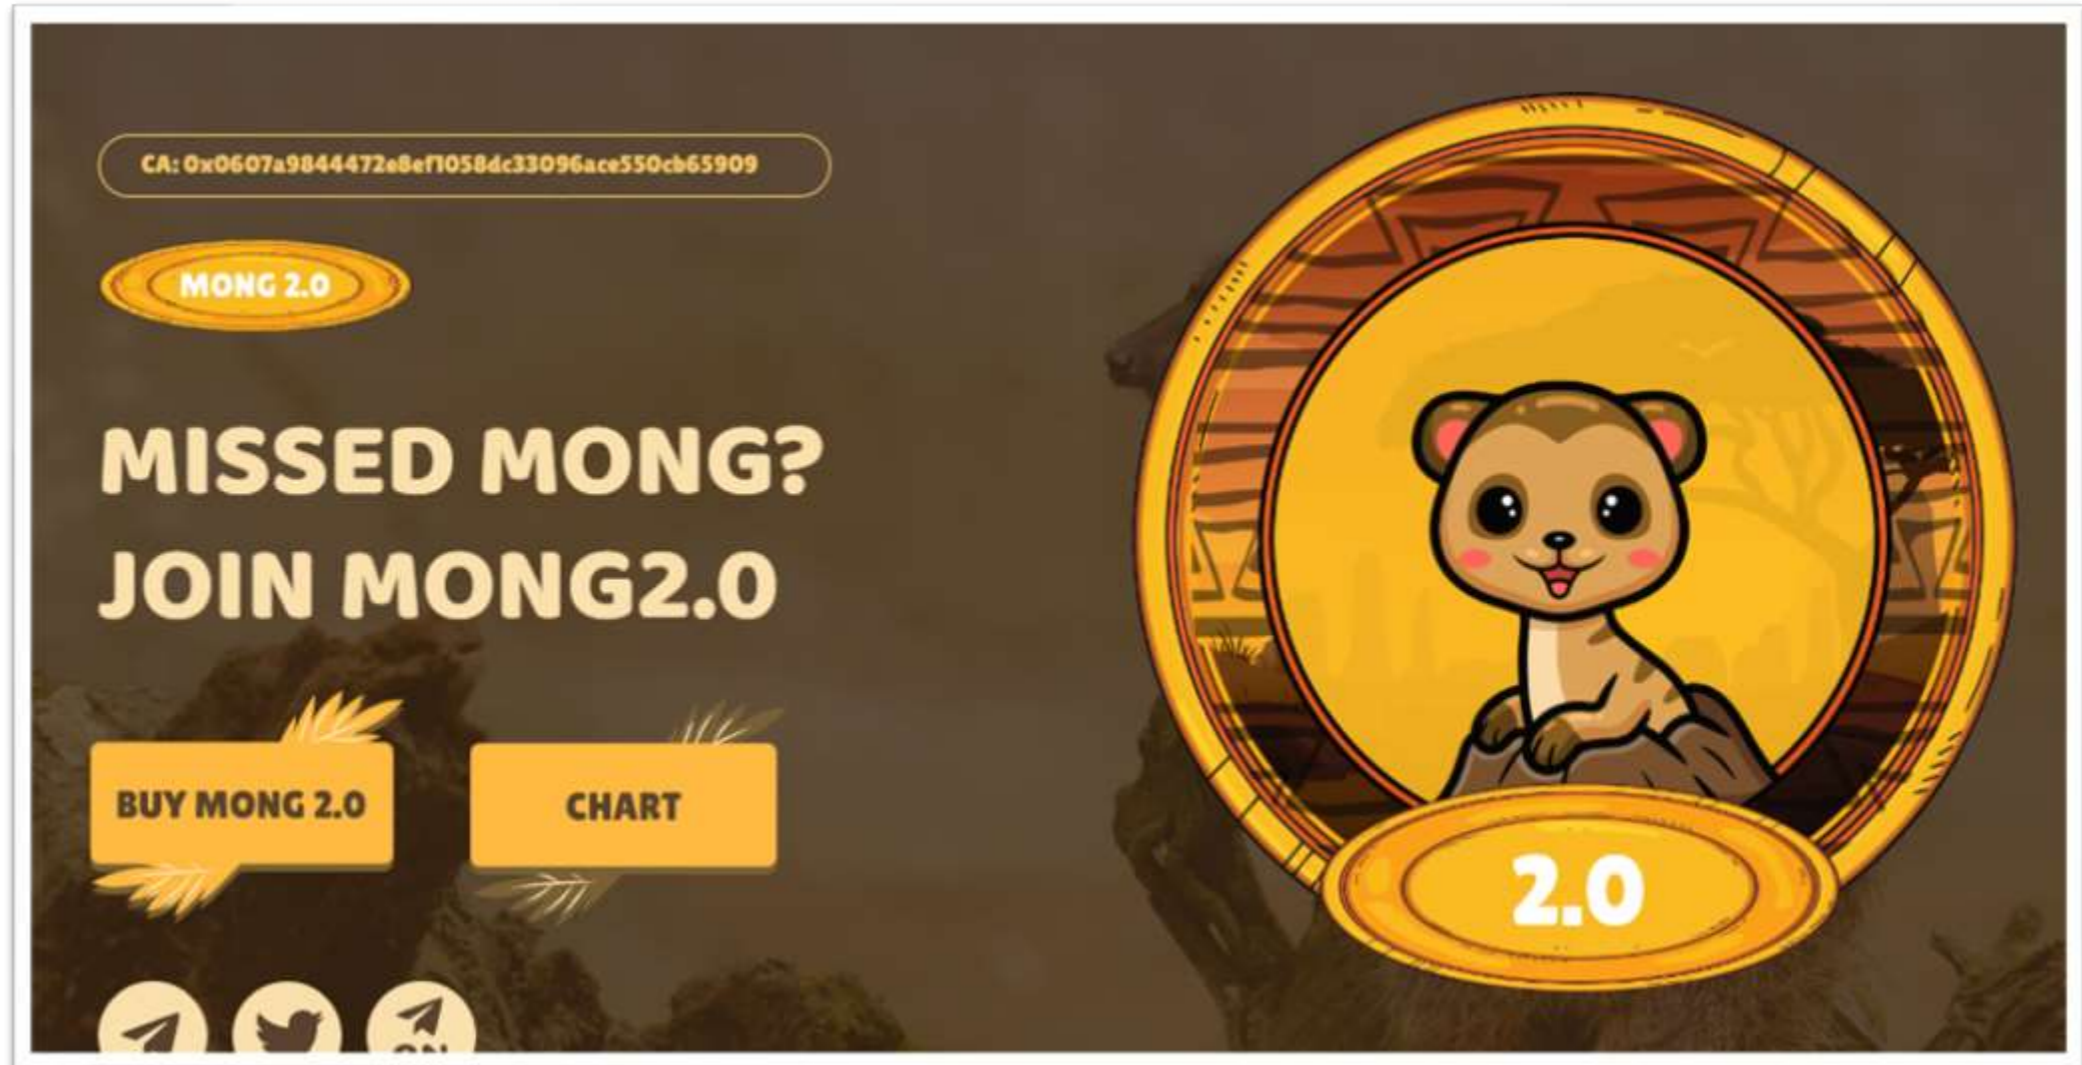 CA: 0x0607a9844472e8ef1058dc33096ace550cb65909
MONG 2.0
MISSED MONG?
JOIN MONG2.0
BUY MONG 2.0
CHART
2.0